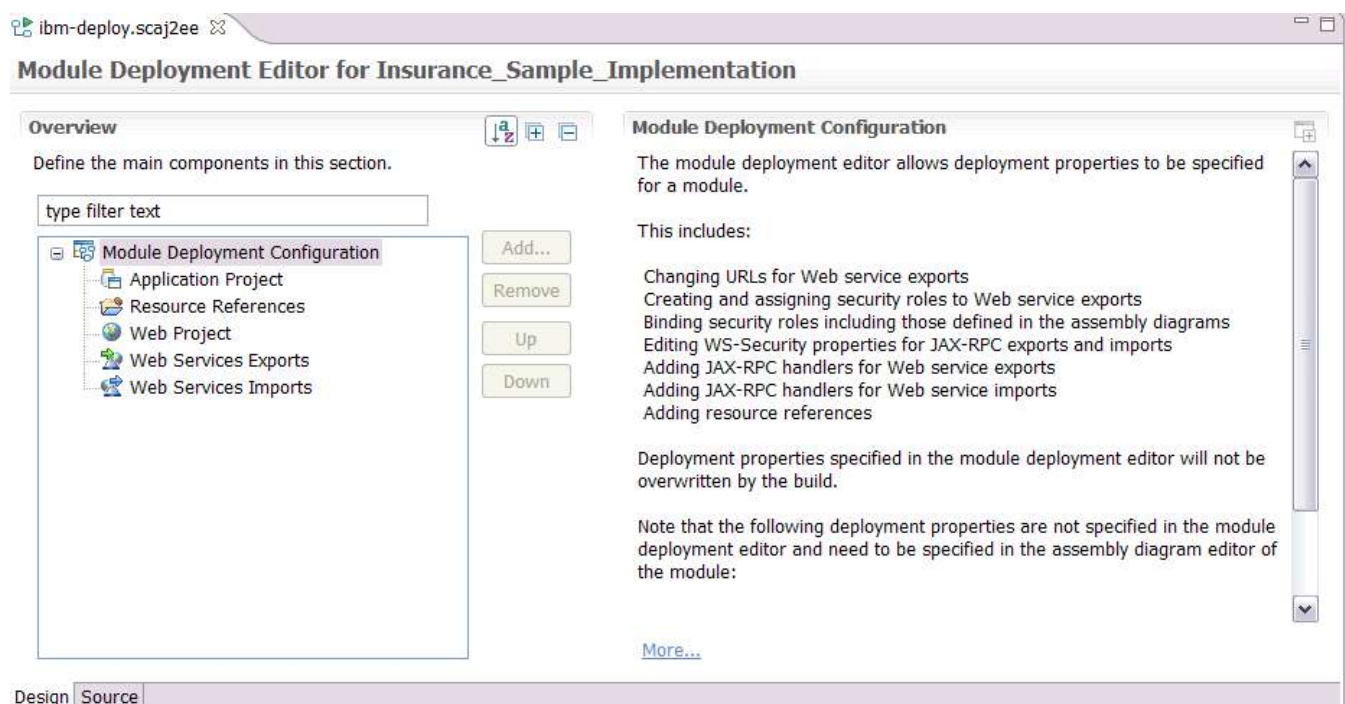 ibm-deploy.scaj2ee
Module Deployment Editor for Insurance_Sample_Implementation
Overview
Define the main components in this section.
type filter text
Module Deployment Configuration
Application Project
Resource References
Web Project
Web Services Exports
Web Services Imports
Add...
Remove
Up
Down
Module Deployment Configuration
The module deployment editor allows deployment properties to be specified
for a module.
This includes:
Changing URLs for Web service exports
Creating and assigning security roles to Web service exports
Binding security roles including those defined in the assembly diagrams
Editing WS-Security properties for JAX-RPC exports and imports
Adding JAX-RPC handlers for Web service exports
Adding JAX-RPC handlers for Web service imports
Adding resource references
Deployment properties specified in the module deployment editor will not be
overwritten by the build.
Note that the following deployment properties are not specified in the module
deployment editor and need to be specified in the assembly diagram editor of
the module:
More...
Design Source